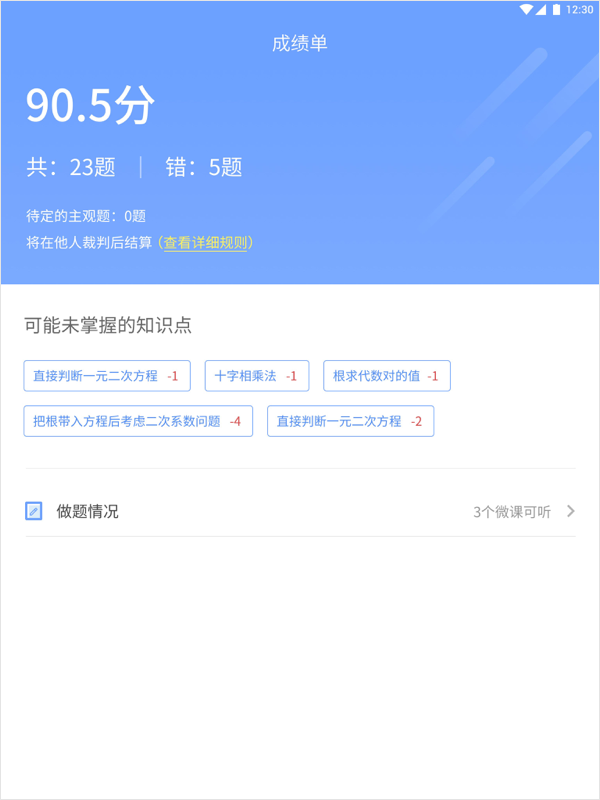 12:30
成绩单
90.5分
共：23题 | 错：5题
待定的主观题：0题
将在他人裁判后结算（查看详细规则）
可能未掌握的知识点
直接判断一元二次方程 -1 十字相乘法 -1 根求代数对的值 -1
把根带入方程后考虑二次系数问题 -4 直接判断一元二次方程 -2
做题情况 3个微课可听